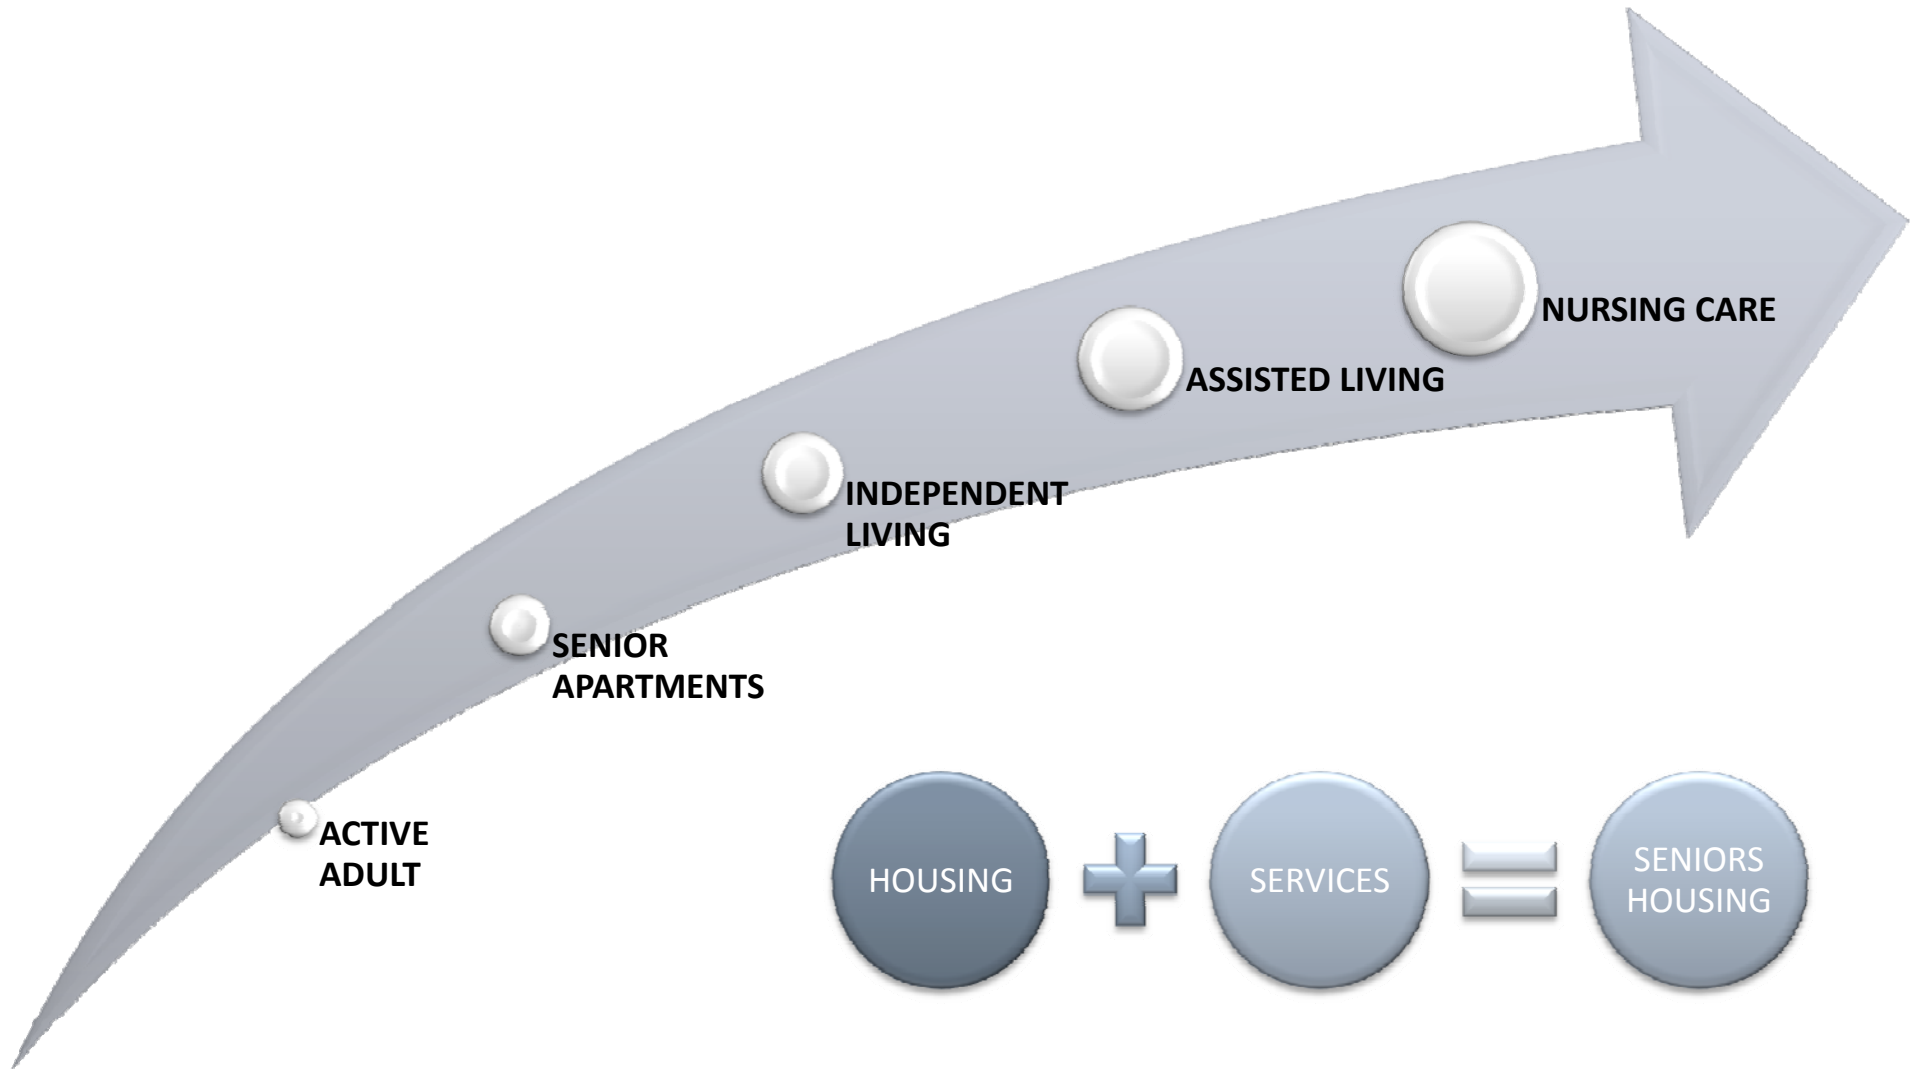 NURSING CARE
ASSISTED LIVING
INDEPENDENT
LIVING
SENIOR
APARTMENTS
ACTIVE
ADULT
HOUSING
SERVICES
SENIORS
HOUSING